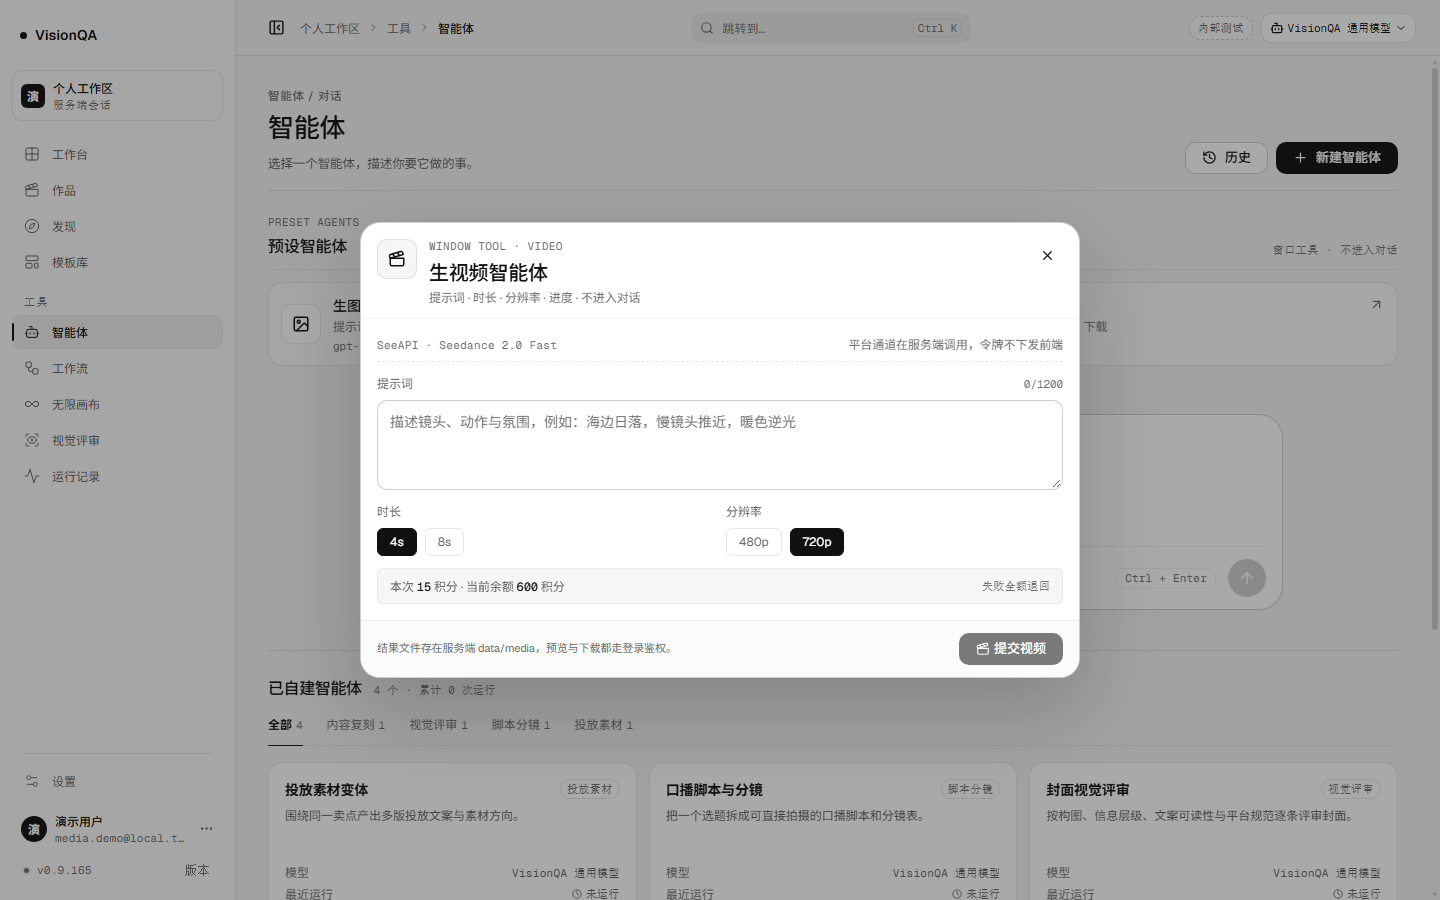 VisionQA
演
个人工作区
服务端会话
工作台
作品
发现
模板库
工具
智能体
工作流
无限画布
视觉评审
运行记录
设置
演
演示用户
media.demo@local.t…
v0.9.165
版本
个人工作区
工具
智能体
跳转到…
Ctrl K
内部测试
VisionQA 通用模型
智能体 / 对话
智能体
选择一个智能体，描述你要它做的事。
历史
新建智能体
PRESET AGENTS
预设智能体
窗口工具 · 不进入对话
生图
提示
gpt-
下载
WINDOW TOOL · VIDEO
生视频智能体
提示词 · 时长 · 分辨率 · 进度 · 不进入对话
SeeAPI · Seedance 2.0 Fast
平台通道在服务端调用，令牌不下发前端
提示词
0/1200
描述镜头、动作与氛围，例如：海边日落，慢镜头推近，暖色逆光
时长
分辨率
4s
8s
480p
720p
本次 15 积分 · 当前余额 600 积分
失败全额退回
结果文件存在服务端 data/media，预览与下载都走登录鉴权。
提交视频
Ctrl + Enter
已自建智能体
4 个 · 累计 0 次运行
全部 4
内容复刻 1
视觉评审 1
脚本分镜 1
投放素材 1
投放素材变体
投放素材
围绕同一卖点产出多版投放文案与素材方向。
模型
VisionQA 通用模型
最近运行
未运行
口播脚本与分镜
脚本分镜
把一个选题拆成可直接拍摄的口播脚本和分镜表。
模型
VisionQA 通用模型
最近运行
未运行
封面视觉评审
视觉评审
按构图、信息层级、文案可读性与平台规范逐条评审封面。
模型
VisionQA 通用模型
最近运行
未运行